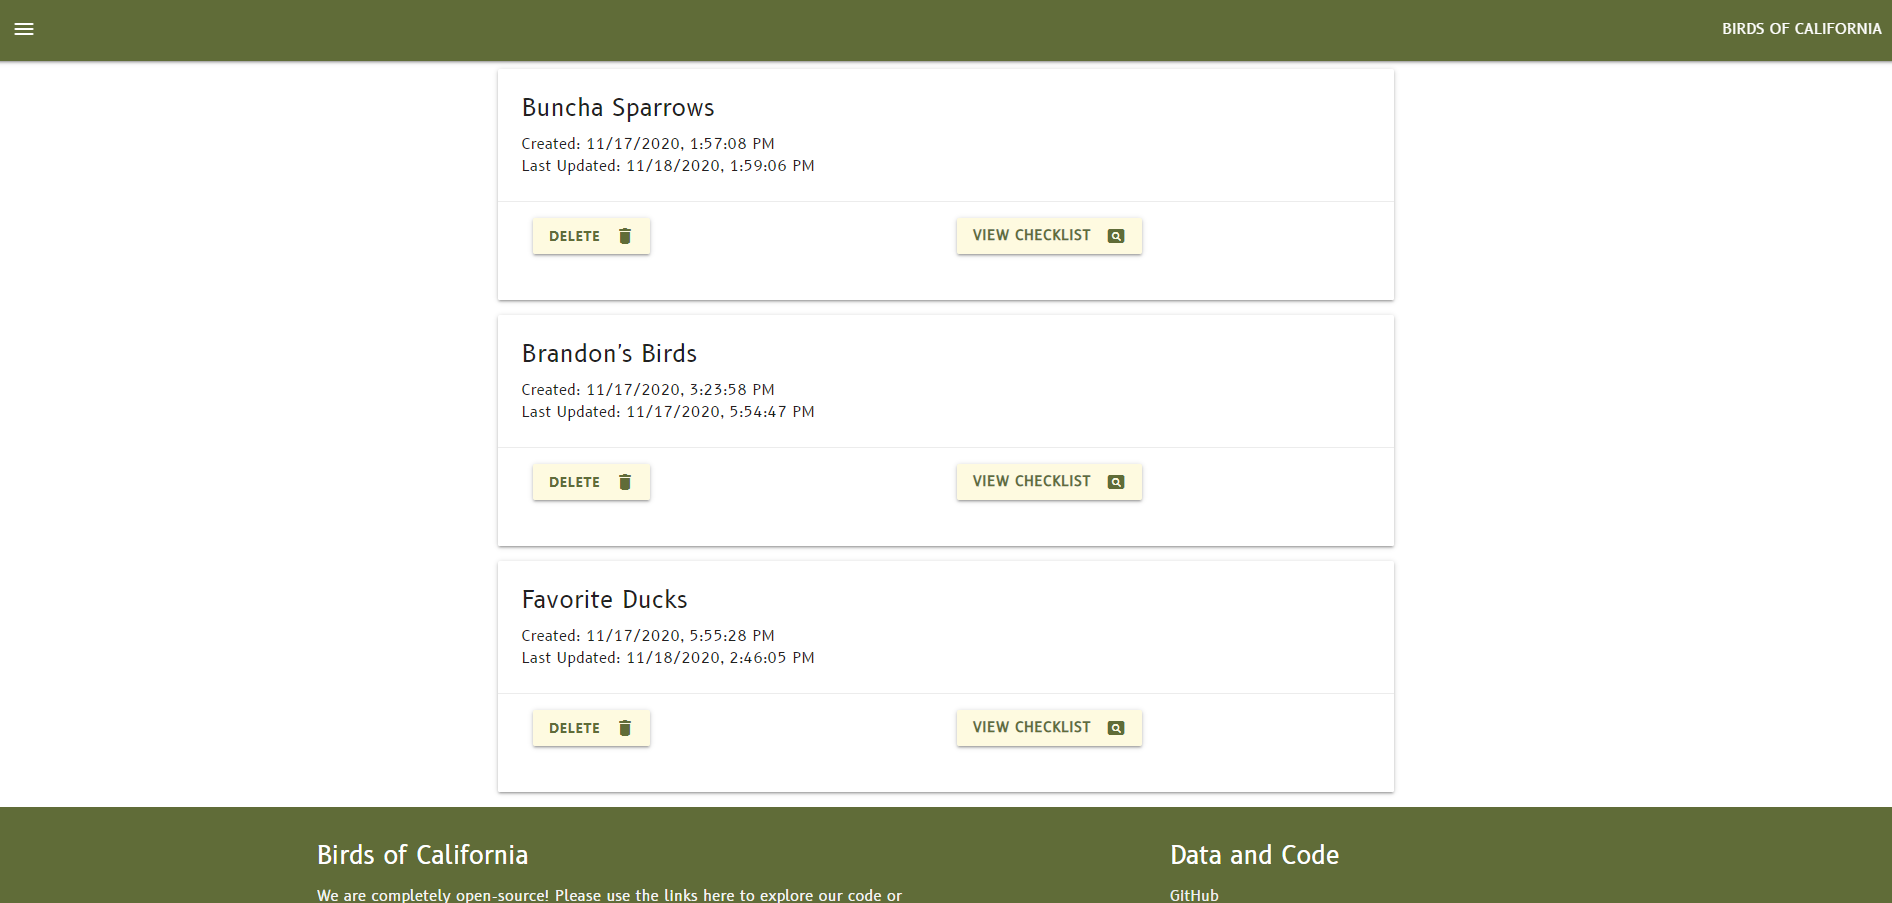 BIRDS OF CALIFORNIA
Buncha Sparrows
Created: 11/17/2020, 1:57:08 PM
Last Updated: 11/18/2020, 1:59:06 PM
DELETE
VIEW CHECKLIST
Brandon's Birds
Created: 11/17/2020, 3:23:58 PM
Last Updated: 11/17/2020, 5:54:47 PM
DELETE
VIEW CHECKLIST
Favorite Ducks
Created: 11/17/2020, 5:55:28 PM
Last Updated: 11/18/2020, 2:46:05 PM
DELETE
VIEW CHECKLIST
Birds of California
We are completely open-source! Please use the links here to explore our code or
Data and Code
GitHub